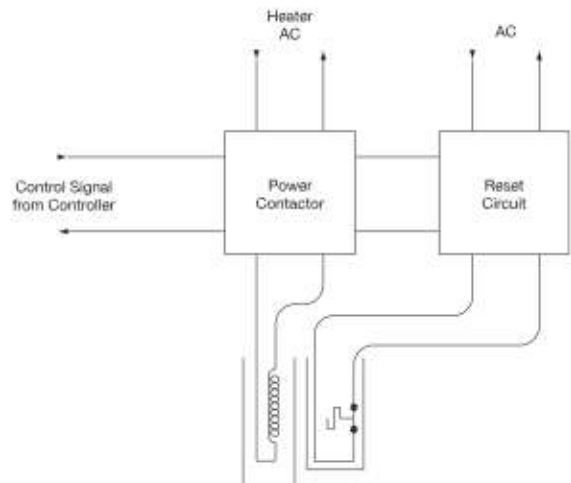 Heater
AC
AC
Control Signal
from Controller
Power
Contactor
Reset
Circuit